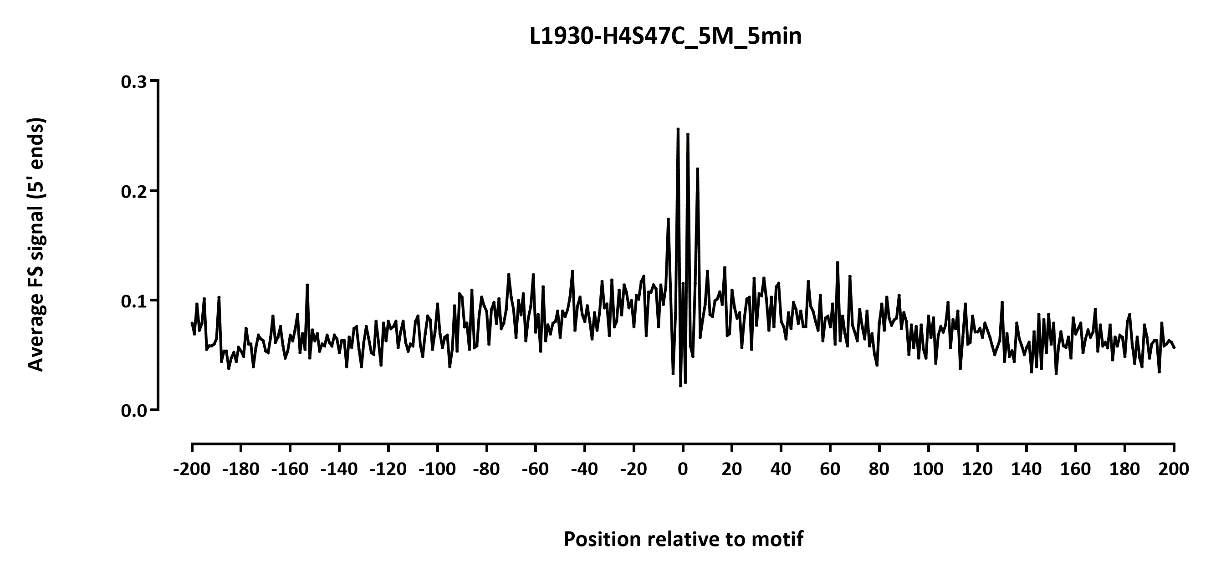 L1930-H4S47C_5M_5min
0.3
0.2
0.1
0.0
Average FS signal (5' ends)
-200 -180 -160 -140 -120 -100 -80 -60 -40 -20 0 20 40 60 80 100 120 140 160 180 200
Position relative to motif